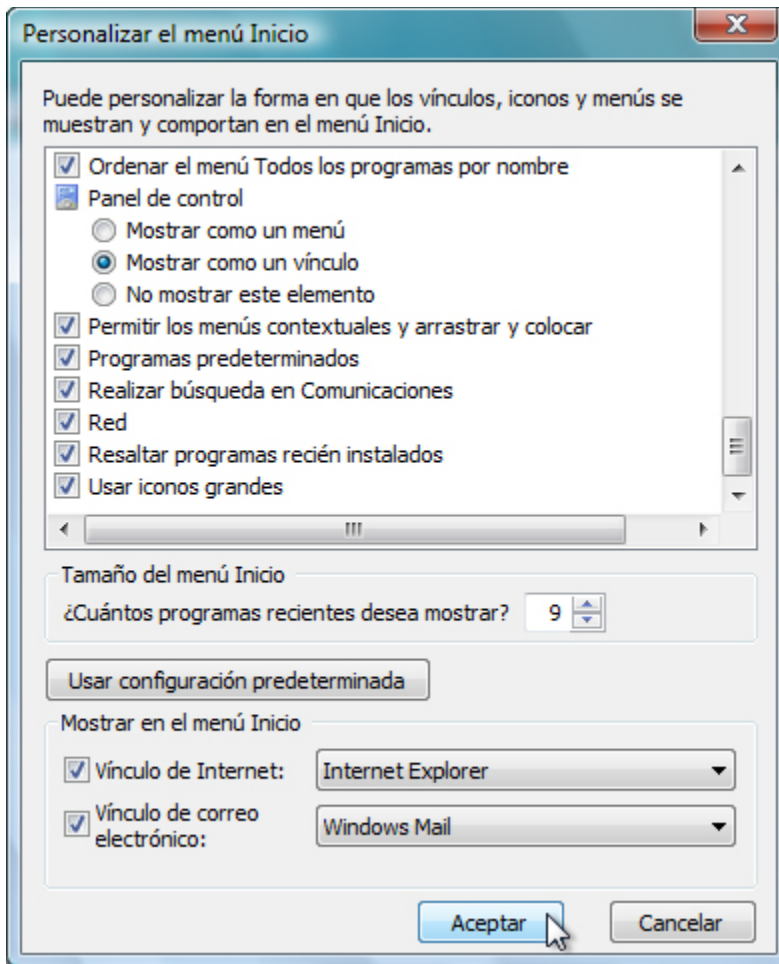 Personalizar el menú Inicio
Puede personalizar la forma en que los vínculos, iconos y menús se
muestran y comportan en el menú Inicio.
Ordenar el menú Todos los programas por nombre
Panel de control
Mostrar como un menú
Mostrar como un vínculo
No mostrar este elemento
Permitir los menús contextuales y arrastrar y colocar
Programas predeterminados
Realizar búsqueda en Comunicaciones
Red
Resaltar programas recién instalados
Usar iconos grandes
Tamaño del menú Inicio
¿Cuántos programas recientes desea mostrar? 9
Usar configuración predeterminada
Mostrar en el menú Inicio
Vínculo de Internet: Internet Explorer
Vínculo de correo
electrónico: Windows Mail
Aceptar Cancelar